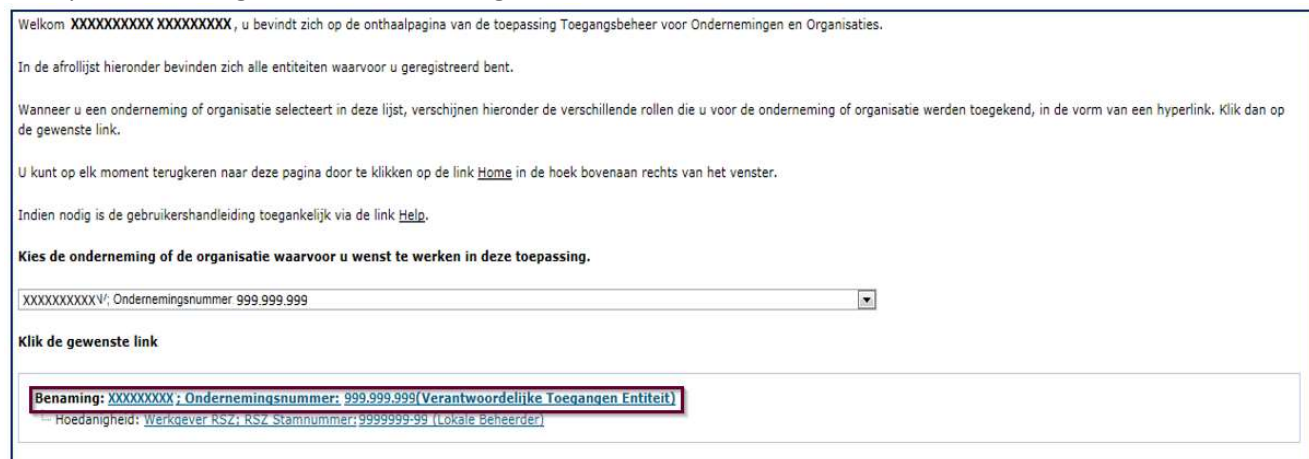 Welkom XXXXXXXXXX XXXXXXXXX, u bevindt zich op de onthaalpagina van de toepassing Toegangsbeheer voor Ondernemingen en Organisaties.
In de afrollijst hieronder bevinden zich alle entiteiten waarvoor u geregistreerd bent.
Wanneer u een onderneming of organisatie selecteert in deze lijst, verschijnen hieronder de verschillende rollen die u voor de onderneming of organisatie werden toegekend, in de vorm van een hyperlink. Klik dan op
de gewenste link.
U kunt op elk moment terugkeren naar deze pagina door te klikken op de link Home in de hoek bovenaan rechts van het venster.
Indien nodig is de gebruikershandleiding toegankelijk via de link Help.
Kies de onderneming of de organisatie waarvoor u wenst te werken in deze toepassing.
XXXXXXXXXX; Ondernemingsnummer 999.999.999
Klik de gewenste link
Benaming: XXXXXXXXX ; Ondernemingsnummer: 999.999.999(Verantwoordelijke Toegangen Entiteit)
Hoedanigheid: Werkgever RSZ; RSZ Stamnummer: 9999999-99 (Lokale Beheerder)